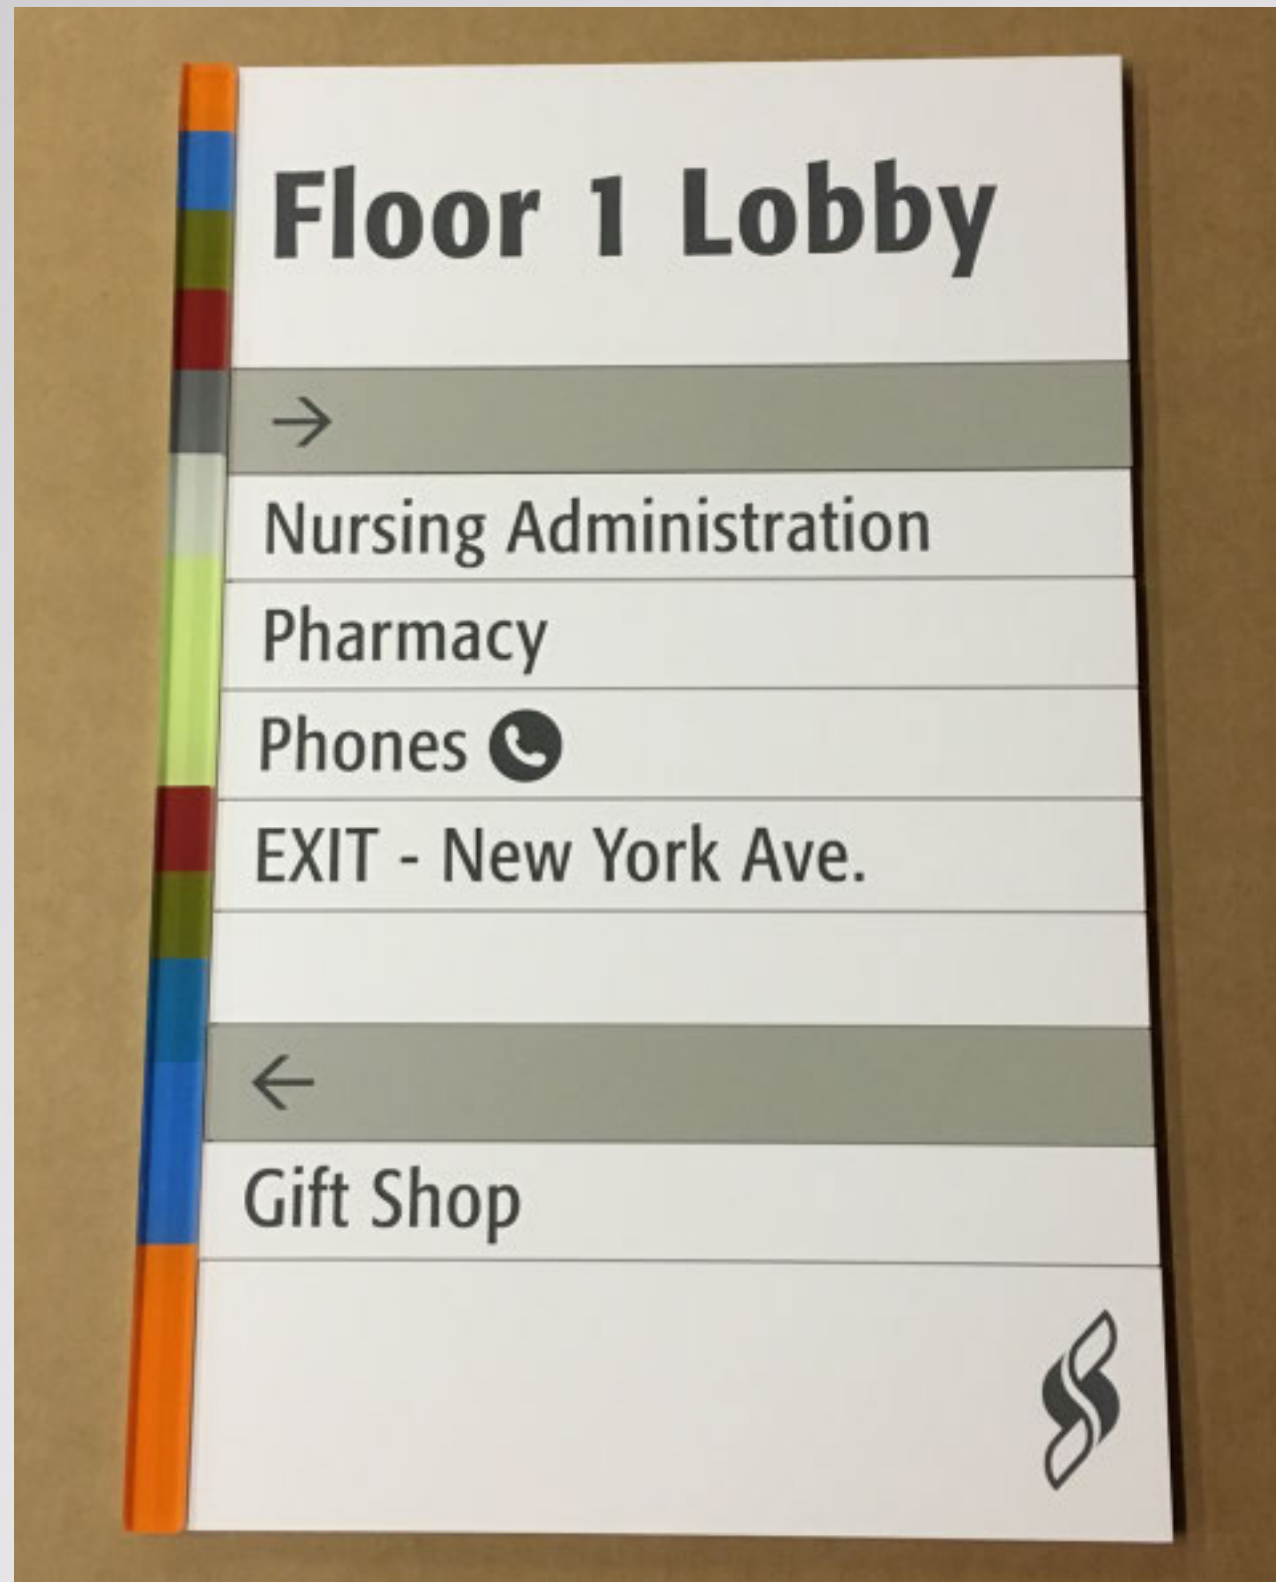 Floor 1 Lobby
→
Nursing Administration
Pharmacy
Phones
EXIT - New York Ave.
←
Gift Shop